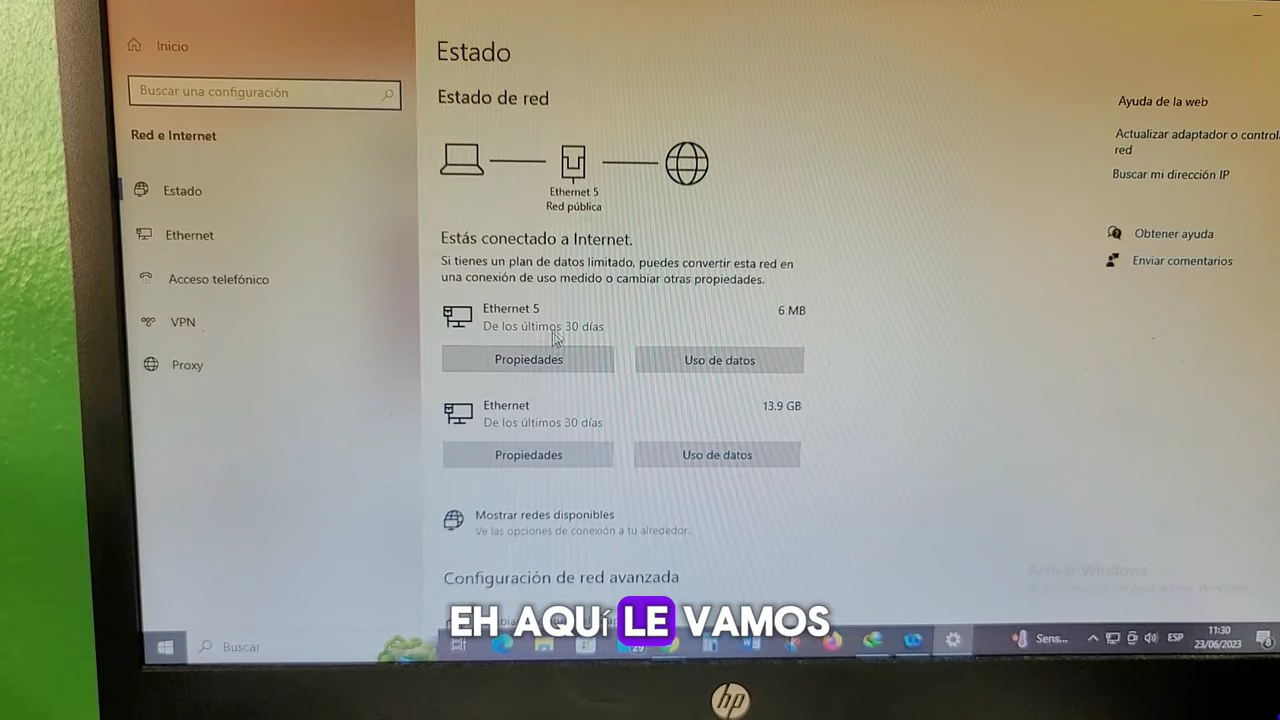 Inicio
Buscar una configuración
Red e Internet
Estado
Ethernet
Acceso telefónico
VPN
Proxy
Estado
Estado de red
Ethernet 5
Red pública
Estás conectado a Internet.
Si tienes un plan de datos limitado, puedes convertir esta red en
una conexión de uso medido o cambiar otras propiedades.
Ethernet 5
6 MB
De los últimos 30 días
Propiedades
Uso de datos
Ethernet
13.9 GB
De los últimos 30 días
Propiedades
Uso de datos
Mostrar redes disponibles
Ve las opciones de conexión a tu alrededor.
Configuración de red avanzada
Ayuda de la web
Actualizar adaptador o control
red
Buscar mi dirección IP
Obtener ayuda
Enviar comentarios
Activar Windows
EH AQUÍ LE VAMOS
Buscar
29
Sens...
ESP
11:30
23/06/2023
hp